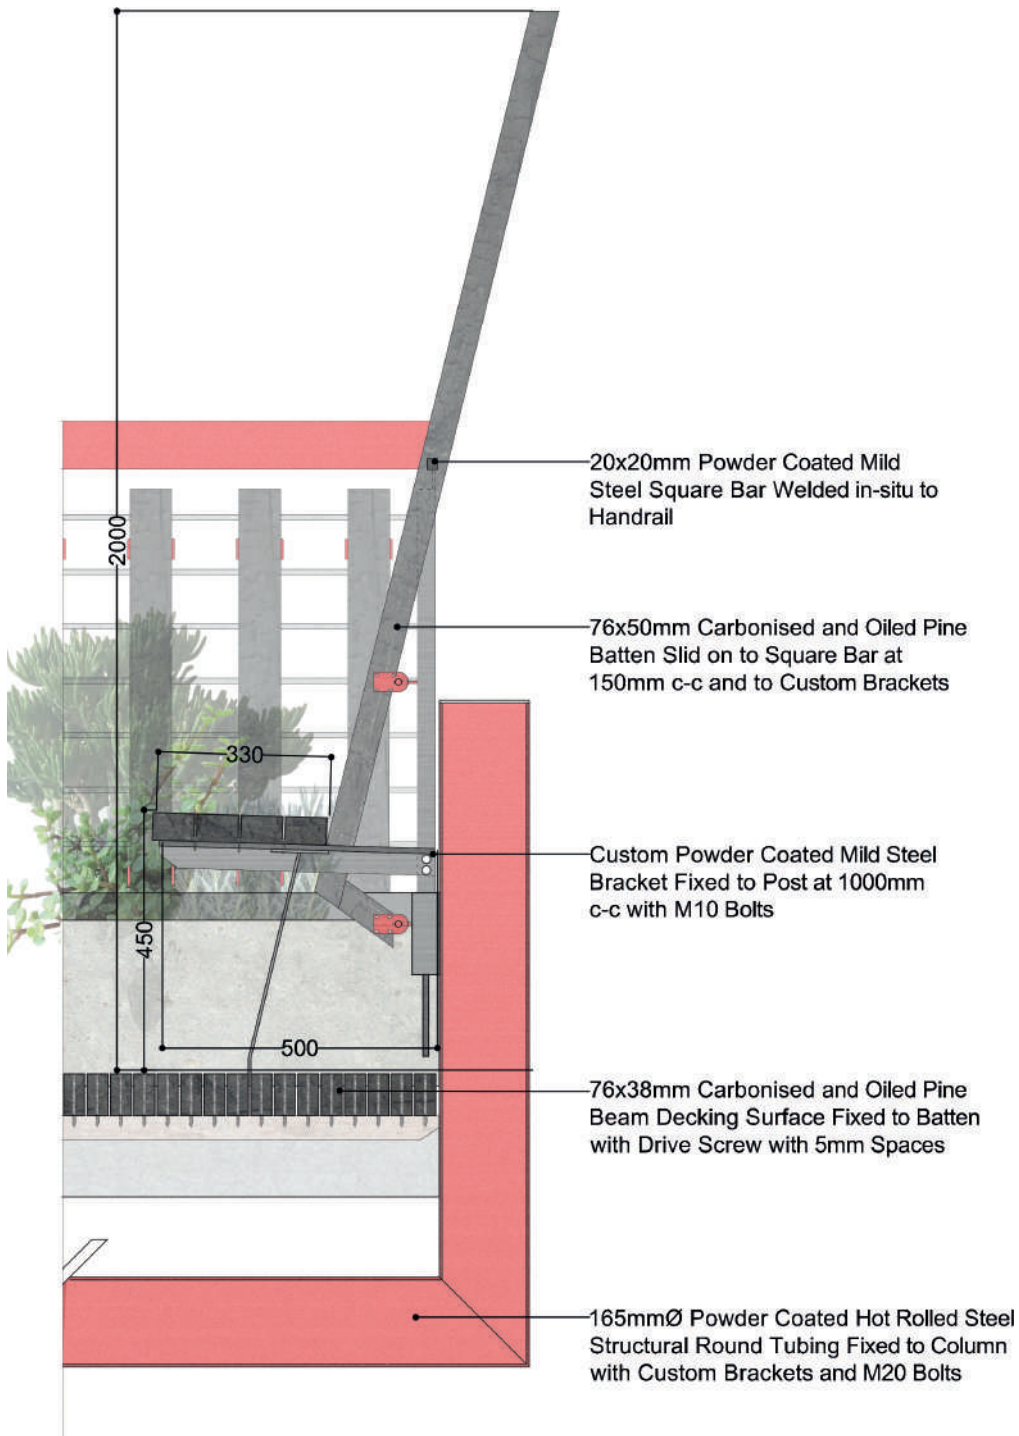 20x20mm Powder Coated Mild
Steel Square Bar Welded in-situ to
Handrail
2000
76x50mm Carbonised and Oiled Pine
Batten Slid on to Square Bar at
150mm c-c and to Custom Brackets
330
Custom Powder Coated Mild Steel
Bracket Fixed to Post at 1000mm
c-c with M10 Bolts
450
500
76x38mm Carbonised and Oiled Pine
Beam Decking Surface Fixed to Batten
with Drive Screw with 5mm Spaces
165mmØ Powder Coated Hot Rolled Steel
Structural Round Tubing Fixed to Column
with Custom Brackets and M20 Bolts